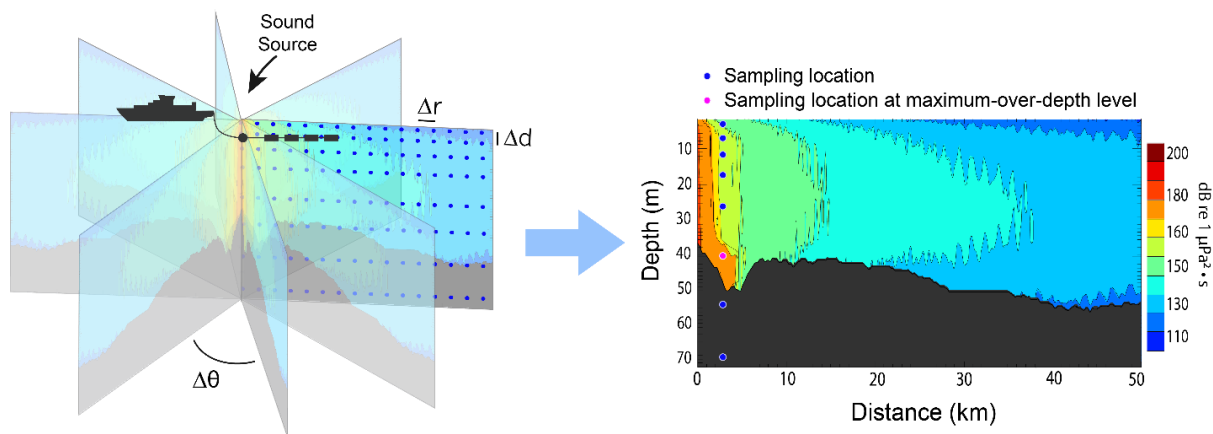 Sound
Source
Δr
Δd
Δθ
Sampling location
Sampling location at maximum-over-depth level
Depth (m)
10
20
30
40
50
60
70
0
10
20
30
40
50
Distance (km)
200
180
160
150
130
110
dB re 1 µPa²•s